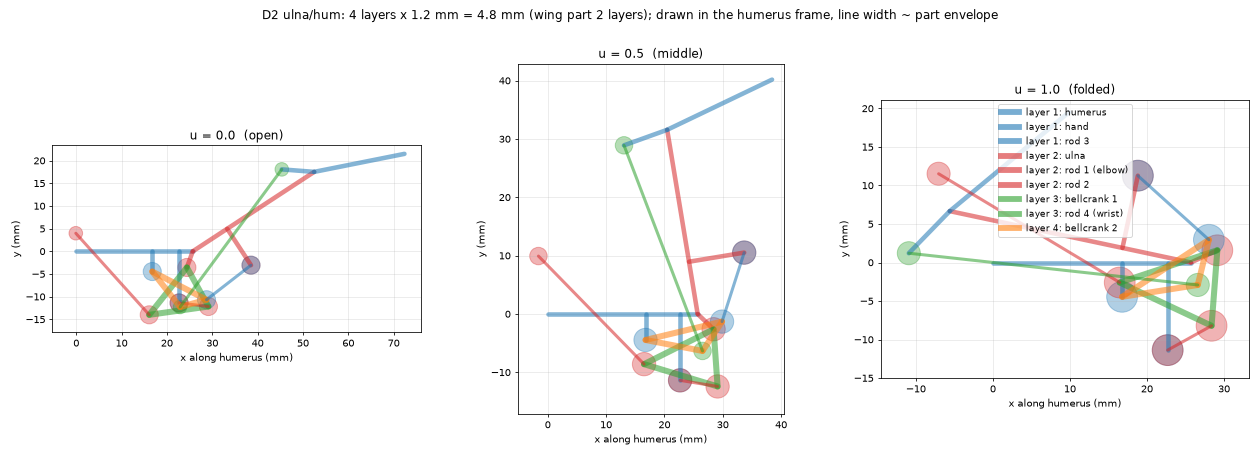 D2 ulna/hum: 4 layers x 1.2 mm = 4.8 mm (wing part 2 layers); drawn in the humerus frame, line width ~ part envelope
u = 0.0  (open)
20
15
10
5
0
−5
−10
−15
0
10
20
30
40
50
60
70
x along humerus (mm)
y (mm)
u = 0.5  (middle)
40
30
20
10
0
−10
0
10
20
30
40
x along humerus (mm)
y (mm)
u = 1.0  (folded)
layer 1: humerus
layer 1: hand
layer 1: rod 3
layer 2: ulna
layer 2: rod 1 (elbow)
layer 2: rod 2
layer 3: bellcrank 1
layer 3: rod 4 (wrist)
layer 4: bellcrank 2
20
15
10
5
0
−5
−10
−15
−10
0
10
20
30
x along humerus (mm)
y (mm)